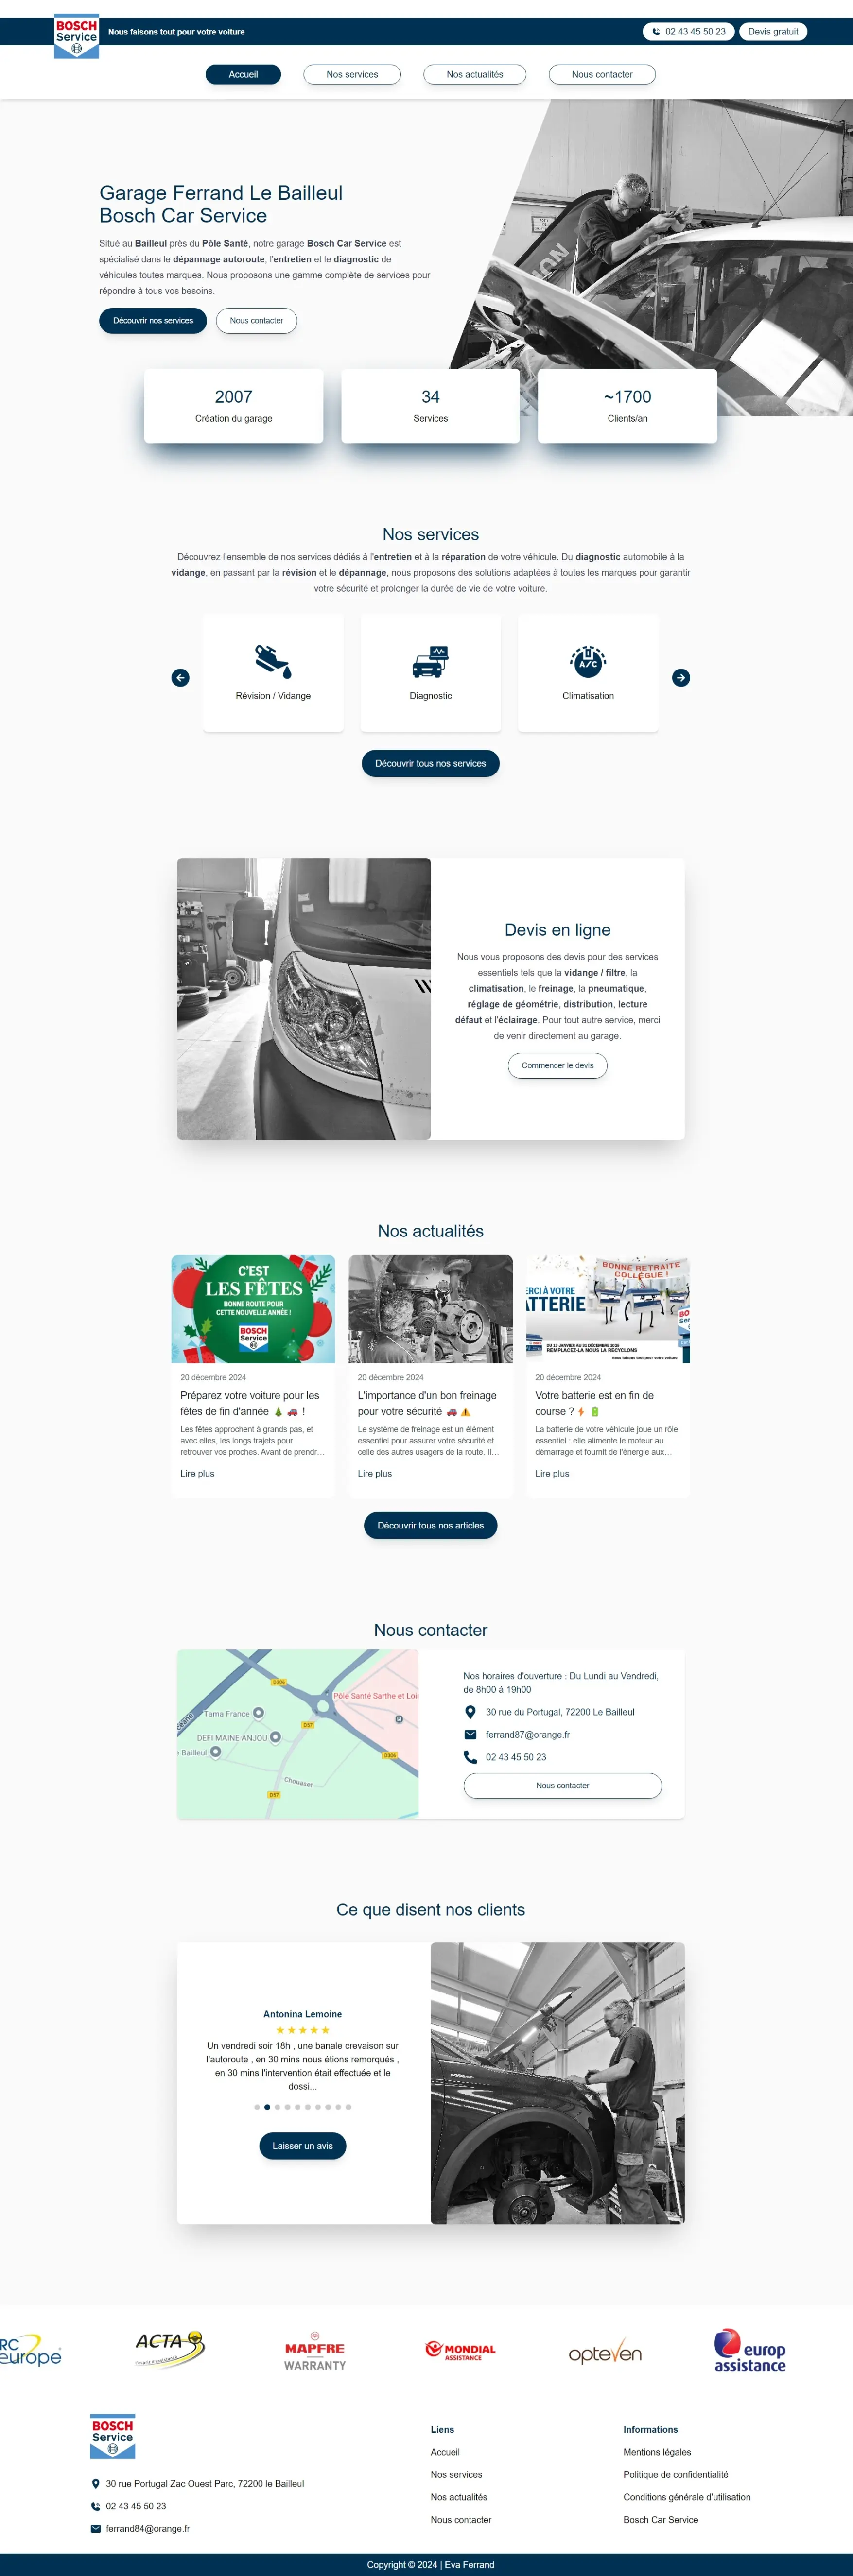 BOSCH
Service
Nous faisons tout pour votre voiture
02 43 45 50 23
Devis gratuit
Accueil
Nos services
Nos actualités
Nous contacter
Garage Ferrand Le Bailleul
Bosch Car Service
Situé au Bailleul près du Pôle Santé, notre garage Bosch Car Service est
spécialisé dans le dépannage autoroute, l'entretien et le diagnostic de
véhicules toutes marques. Nous proposons une gamme complète de services pour
répondre à tous vos besoins.
Découvrir nos services
Nous contacter
2007
Création du garage
34
Services
~1700
Clients/an
Nos services
Découvrez l'ensemble de nos services dédiés à l'entretien et à la réparation de votre véhicule. Du diagnostic automobile à la
vidange, en passant par la révision et le dépannage, nous proposons des solutions adaptées à toutes les marques pour garantir
votre sécurité et prolonger la durée de vie de votre voiture.
Révision / Vidange
Diagnostic
A/C
Climatisation
Découvrir tous nos services
Devis en ligne
Nous vous proposons des devis pour des services
essentiels tels que la vidange / filtre, la
climatisation, le freinage, la pneumatique,
réglage de géométrie, distribution, lecture
défaut et l'éclairage. Pour tout autre service, merci
de venir directement au garage.
Commencer le devis
Nos actualités
C'EST
LES FÊTES
BONNE ROUTE POUR
CETTE NOUVELLE ANNÉE !
BOSCH
Service
20 décembre 2024
Préparez votre voiture pour les
fêtes de fin d'année 🎄 🚗 !
Les fêtes approchent à grands pas, et
avec elles, les longs trajets pour
retrouver vos proches. Avant de prendr...
Lire plus
20 décembre 2024
L'importance d'un bon freinage
pour votre sécurité 🚗 ⚠️
Le système de freinage est un élément
essentiel pour assurer votre sécurité et
celle des autres usagers de la route. Il...
Lire plus
BONNE RETRAITE
COLLÈGUE !
ERCI À VOTRE
ATTERIE
DU 13 JANVIER AU 31 DÉCEMBRE 2025
REMPLACEZ-LA NOUS LA RECYCLONS
Nous faisons tout pour votre voiture
20 décembre 2024
Votre batterie est en fin de
course ? ⚡ 🔋
La batterie de votre véhicule joue un rôle
essentiel : elle alimente le moteur au
démarrage et fournit de l'énergie aux...
Lire plus
Découvrir tous nos articles
Nous contacter
D306
Pôle Santé Sarthe et Loir
Tama France
D57
DEFI MAINE ANJOU
e Bailleul
D306
Chouaset
D57
Nos horaires d'ouverture : Du Lundi au Vendredi,
de 8h00 à 19h00
30 rue du Portugal, 72200 Le Bailleul
ferrand87@orange.fr
02 43 45 50 23
Nous contacter
Ce que disent nos clients
Antonina Lemoine
★ ★ ★ ★ ★
Un vendredi soir 18h , une banale crevaison sur
l'autoroute , en 30 mins nous étions remorqués ,
en 30 mins l'intervention était effectuée et le
dossi...
Laisser un avis
RC
europe
ACTA
MAPFRE
WARRANTY
MONDIAL
ASSISTANCE
opteven
europ
assistance
BOSCH
Service
30 rue Portugal Zac Ouest Parc, 72200 le Bailleul
02 43 45 50 23
ferrand84@orange.fr
Liens
Accueil
Nos services
Nos actualités
Nous contacter
Informations
Mentions légales
Politique de confidentialité
Conditions générale d'utilisation
Bosch Car Service
Copyright © 2024 | Eva Ferrand